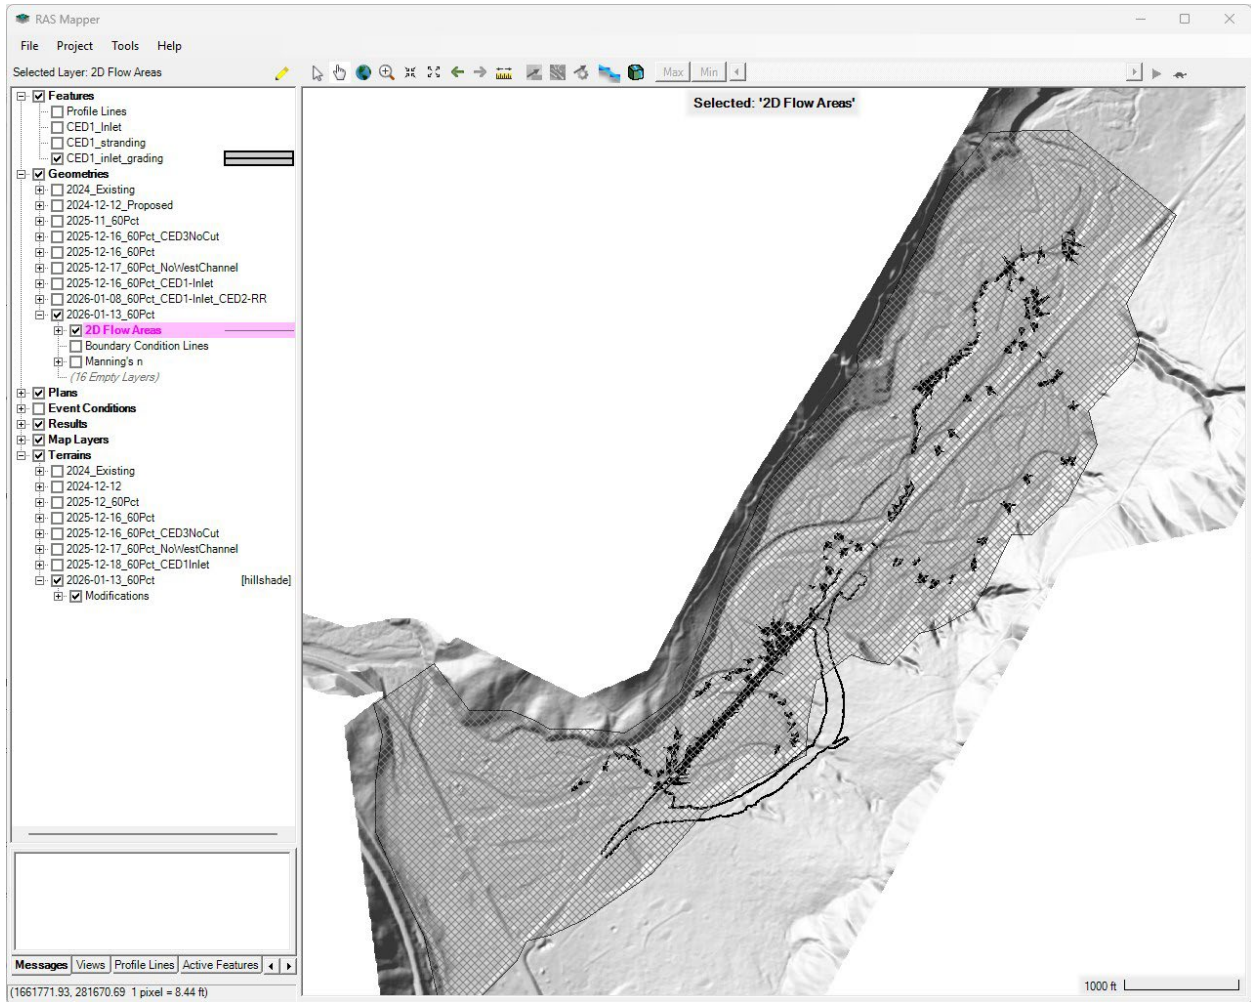 RAS Mapper
File Project Tools Help
Selected Layer: 2D Flow Areas
Max Min
Selected: '2D Flow Areas'
Features
Profile Lines
CED1_Inlet
CED1_stranding
CED1_inlet_grading
Geometries
2024_Existing
2024-12-12_Proposed
2025-11_60Pct
2025-12-16_60Pct_CED3NoCut
2025-12-16_60Pct
2025-12-17_60Pct_NoWestChannel
2025-12-16_60Pct_CED1-Inlet
2026-01-08_60Pct_CED1-Inlet_CED2-RR
2026-01-13_60Pct
2D Flow Areas
Boundary Condition Lines
Manning's n
(16 Empty Layers)
Plans
Event Conditions
Results
Map Layers
Terrains
2024_Existing
2024-12-12
2025-12_60Pct
2025-12-16_60Pct
2025-12-16_60Pct_CED3NoCut
2025-12-17_60Pct_NoWestChannel
2025-12-18_60Pct_CED1Inlet
2026-01-13_60Pct [hillshade]
Modifications
Messages Views Profile Lines Active Features
(1661771.93, 281670.69 1 pixel = 8.44 ft)
1000 ft